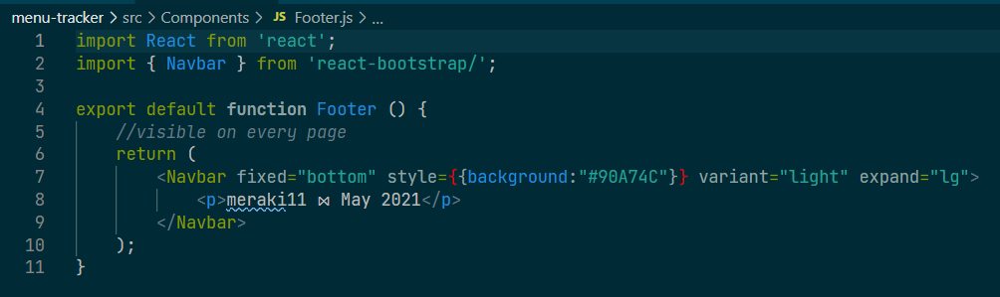 menu-tracker > src > Components > JS Footer.js > ...
1 import React from 'react';
2 import { Navbar } from 'react-bootstrap/';
3
4 export default function Footer () {
5     //visible on every page
6     return (
7         <Navbar fixed="bottom" style={{background:"#90A74C"}} variant="light" expand="lg">
8             <p>meraki11 ⋈ May 2021</p>
9         </Navbar>
10     );
11 }